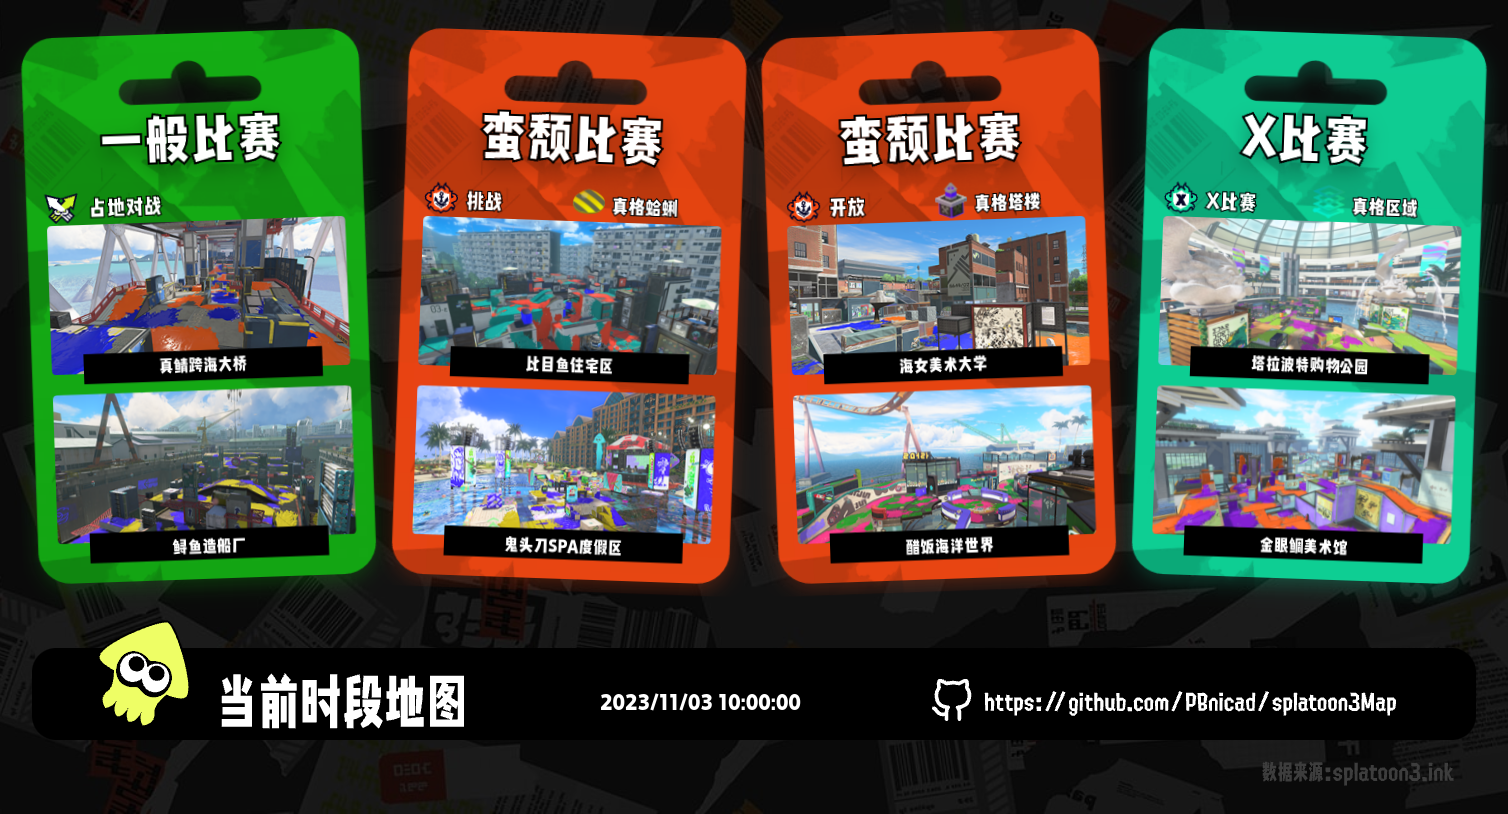 一般比赛
占地对战
真鲷跨海大桥
鲟鱼造船厂
蛮颓比赛
挑战
真格蛤蜊
比目鱼住宅区
鬼头刀SPA度假区
蛮颓比赛
开放
真格塔楼
海女美术大学
醋饭海洋世界
X比赛
X比赛
真格区域
塔拉波特购物公园
金眼鲷美术馆
当前时段地图
2023/11/03 10:00:00
https://github.com/PBnicad/splatoon3Map
数据来源:splatoon3.ink